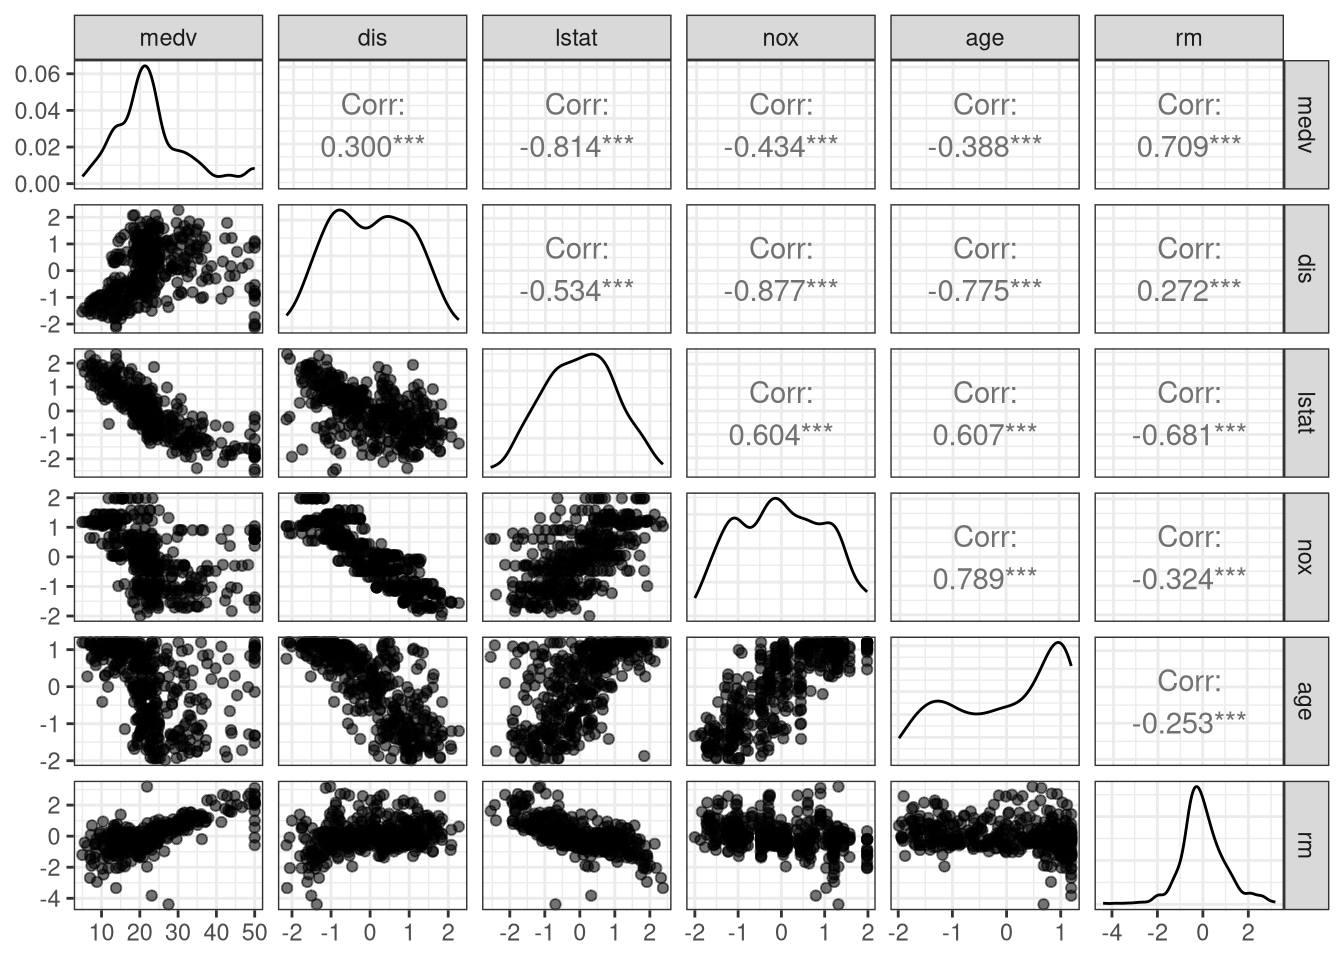 medv dis lstat nox age rm
0.06
0.04
0.02
0.00
Corr: Corr: Corr: Corr: Corr:
0.300*** -0.814*** -0.434*** -0.388*** 0.709***
medv
2
1
0
-1
-2
Corr: Corr: Corr: Corr:
-0.534*** -0.877*** -0.775*** 0.272***
dis
2
1
0
-1
-2
Corr: Corr: Corr:
0.604*** 0.607*** -0.681***
lstat
2
1
0
-1
-2
Corr: Corr:
0.789*** -0.324***
nox
1
0
-1
-2
Corr:
-0.253***
age
2
0
-2
-4
rm
10 20 30 40 50 -2 -1 0 1 2 -2 -1 0 1 2 -2 -1 0 1 2 -2 -1 0 1 -4 -2 0 2